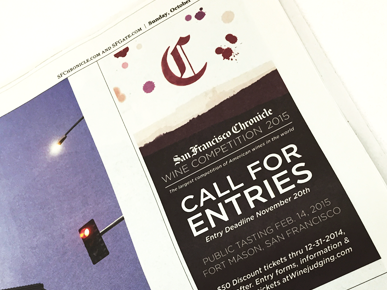 SFChronicle.com and SFGate.com | Sunday, October
C
San Francisco Chronicle
WINE COMPETITION 2015
The largest competition of American wines in the world
CALL FOR
ENTRIES
Entry Deadline November 20th
PUBLIC TASTING FEB. 14, 2015
FORT MASON, SAN FRANCISCO
$50 Discount tickets thru 12-31-2014,
offer. Entry forms, information &
tickets at Winejudging.com